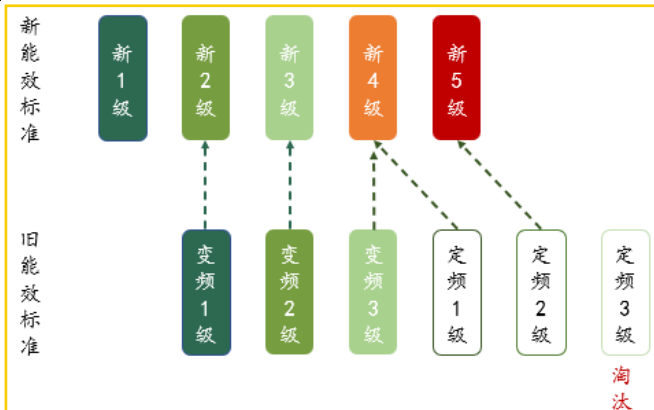 新能效标准
新1级
新2级
新3级
新4级
新5级
旧能效标准
变频1级
变频2级
变频3级
定频1级
定频2级
定频3级
淘汰